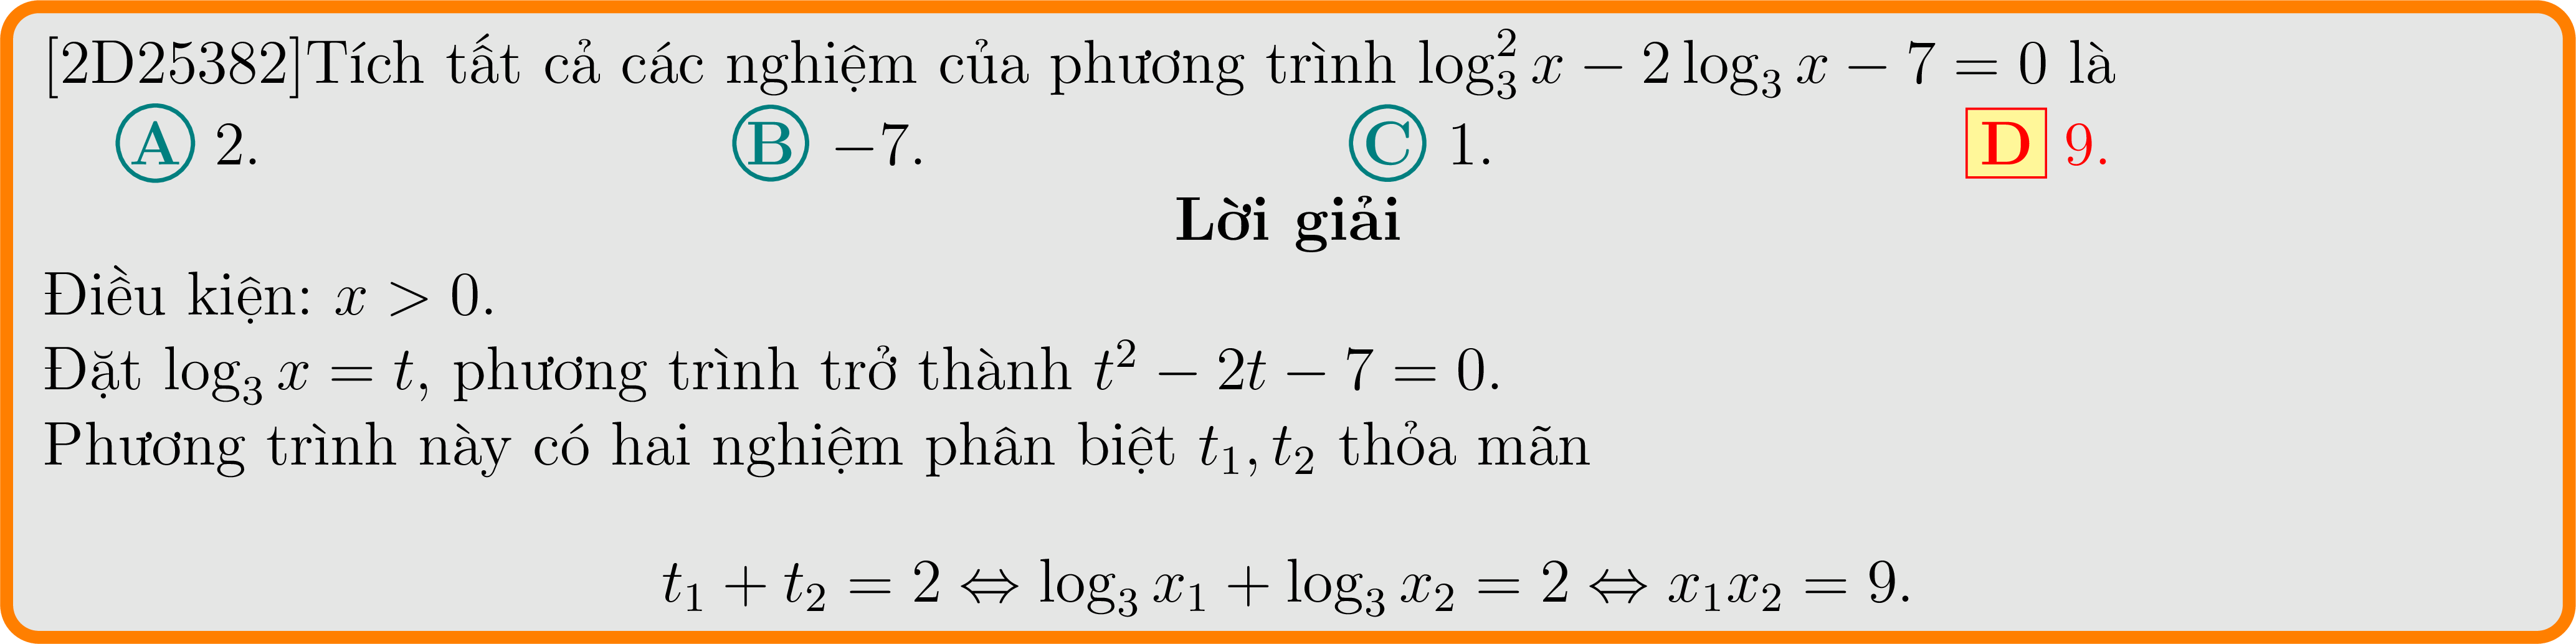 [2D25382]Tích tất cả các nghiệm của phương trình $\log_3^2 x - 2\log_3 x - 7 = 0$ là
A 2. B −7. C 1. D 9.
Lời giải
Điều kiện: $x > 0$.
Đặt $\log_3 x = t$, phương trình trở thành $t^2 - 2t - 7 = 0$.
Phương trình này có hai nghiệm phân biệt $t_1, t_2$ thỏa mãn
$t_1 + t_2 = 2 \Leftrightarrow \log_3 x_1 + \log_3 x_2 = 2 \Leftrightarrow x_1 x_2 = 9.$